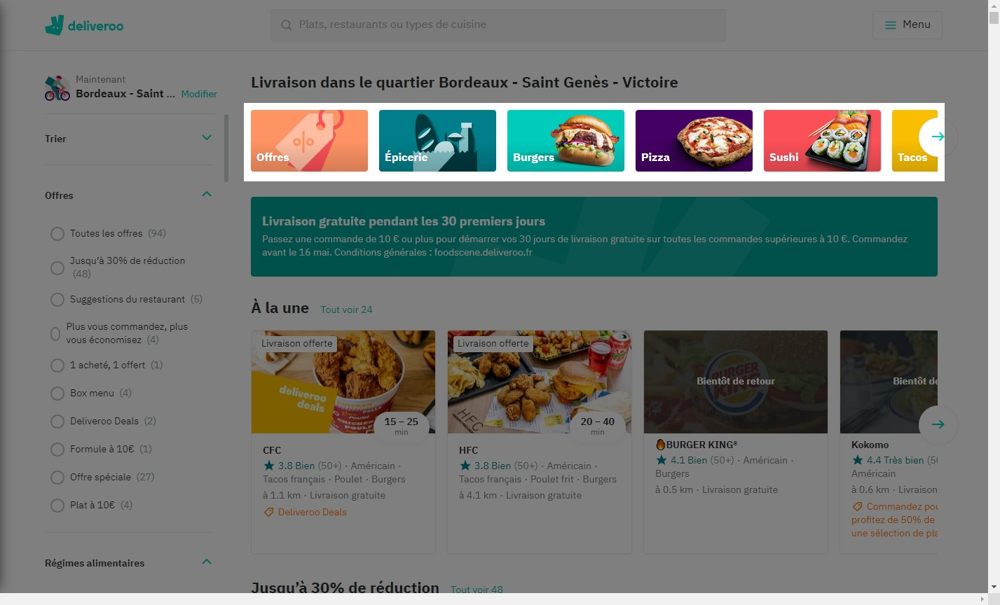 deliveroo
Plats, restaurants ou types de cuisine
Menu
Maintenant
Bordeaux - Saint ... Modifier
Trier
Offres
Toutes les offres (94)
Jusqu’à 30% de réduction
(48)
Suggestions du restaurant (5)
Plus vous commandez, plus
vous économisez (4)
1 acheté, 1 offert (1)
Box menu (4)
Deliveroo Deals (2)
Formule à 10€ (1)
Offre spéciale (27)
Plat à 10€ (4)
Régimes alimentaires
Livraison dans le quartier Bordeaux - Saint Genès - Victoire
Offres
Épicerie
Burgers
Pizza
Sushi
Tacos
Livraison gratuite pendant les 30 premiers jours
Passez une commande de 10 € ou plus pour démarrer vos 30 jours de livraison gratuite sur toutes les commandes supérieures à 10 €. Commandez
avant le 16 mai. Conditions générales : foodscene.deliveroo.fr
À la une Tout voir 24
Livraison offerte
deliveroo
deals
15 – 25
min
CFC
3.8 Bien (50+) · Américain ·
Tacos français · Poulet · Burgers
à 1.1 km · Livraison gratuite
Deliveroo Deals
Livraison offerte
HFC
20 – 40
min
HFC
3.8 Bien (50+) · Américain ·
Tacos français · Poulet frit · Burgers
à 4.1 km · Livraison gratuite
BURGER
KING
Bientôt de retour
🔥BURGER KING®
4.1 Bien (50+) · Américain ·
Burgers
à 0.5 km · Livraison gratuite
Bientôt de
Kokomo
4.4 Très bien (50
Américain
à 0.6 km · Livraison
Commandez pou
profitez de 50% de
une sélection de pla
Jusqu’à 30% de réduction Tout voir 48